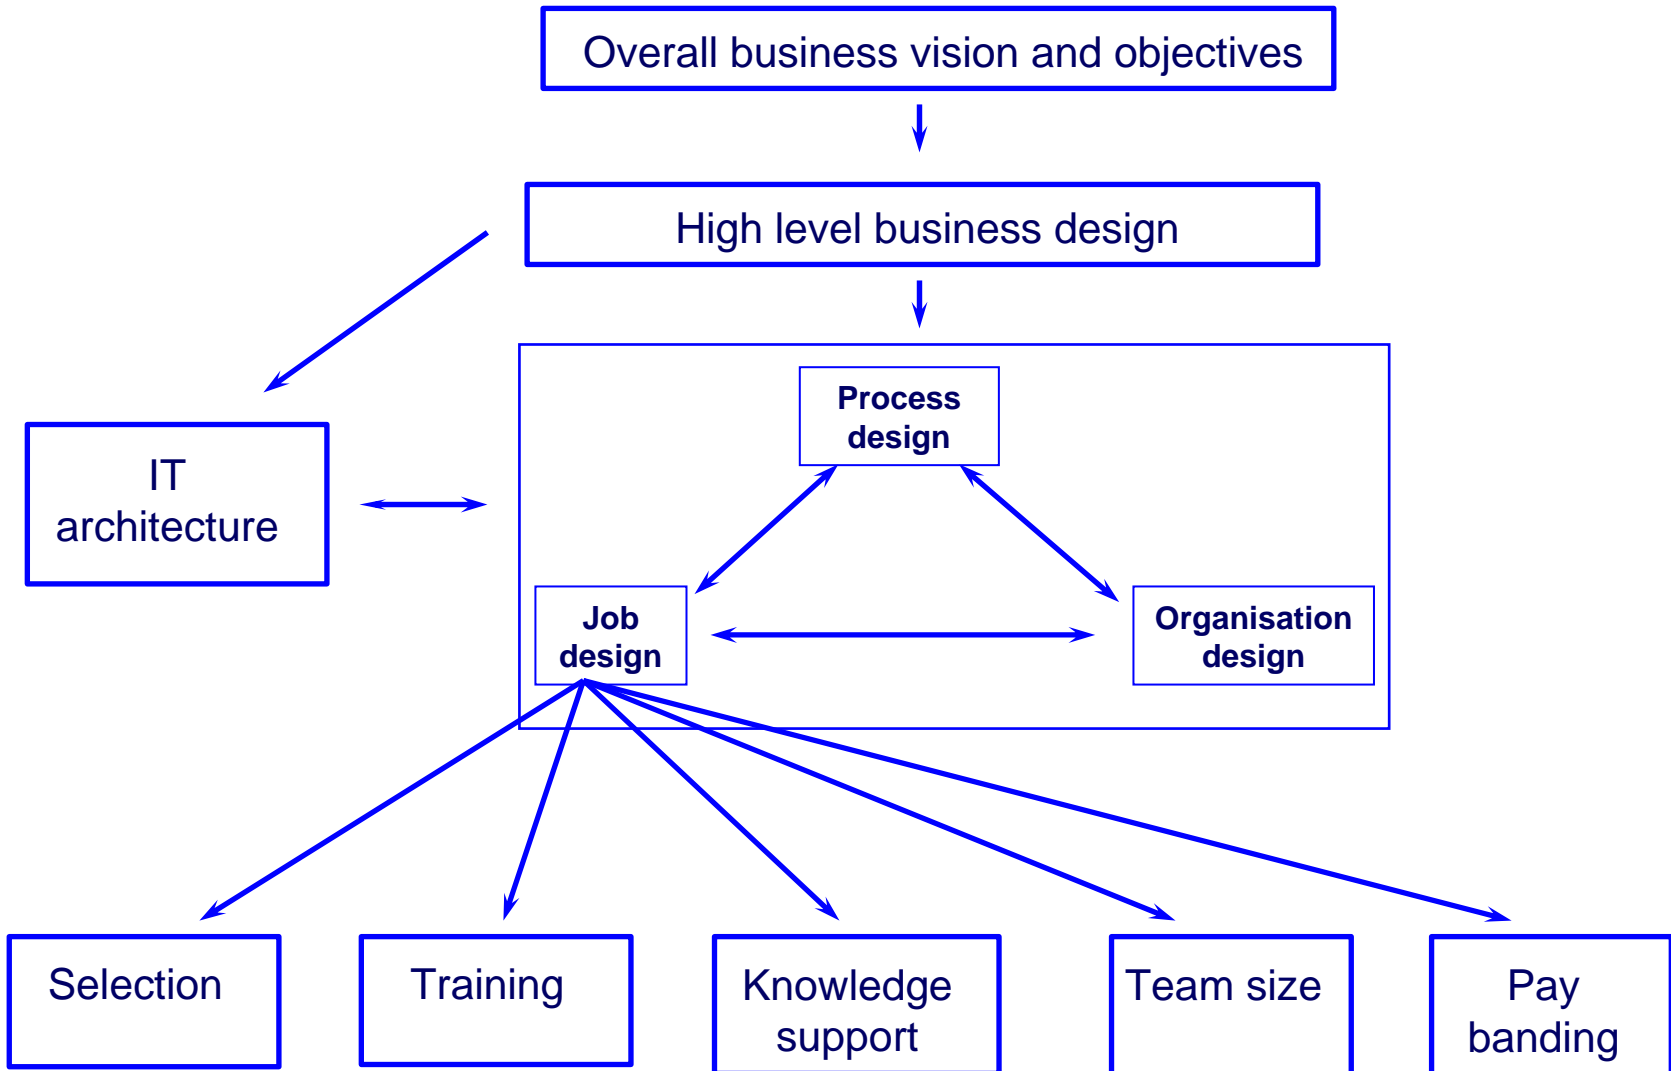 Overall business vision and objectives
High level business design
Process
design
IT
architecture
Job
design
Organisation
design
Selection
Training
Knowledge
support
Team size
Pay
banding